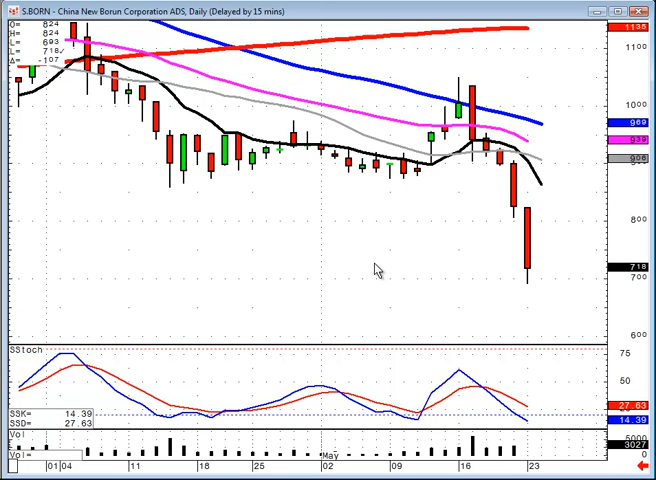 S.BORN - China New Borun Corporation ADS, Daily (Delayed by 15 mins)
O= 824
H= 824
L= 693
L= 718✓
Δ= -107
1135
1100
1000
969
939
906
900
800
718
700
600
SStoch
75
50
27.63
14.39
SSK= 14.39
SSD= 27.63
Vol
5000
3027
0
Vol=
01 04 11 18 25 02 May 09 16 23